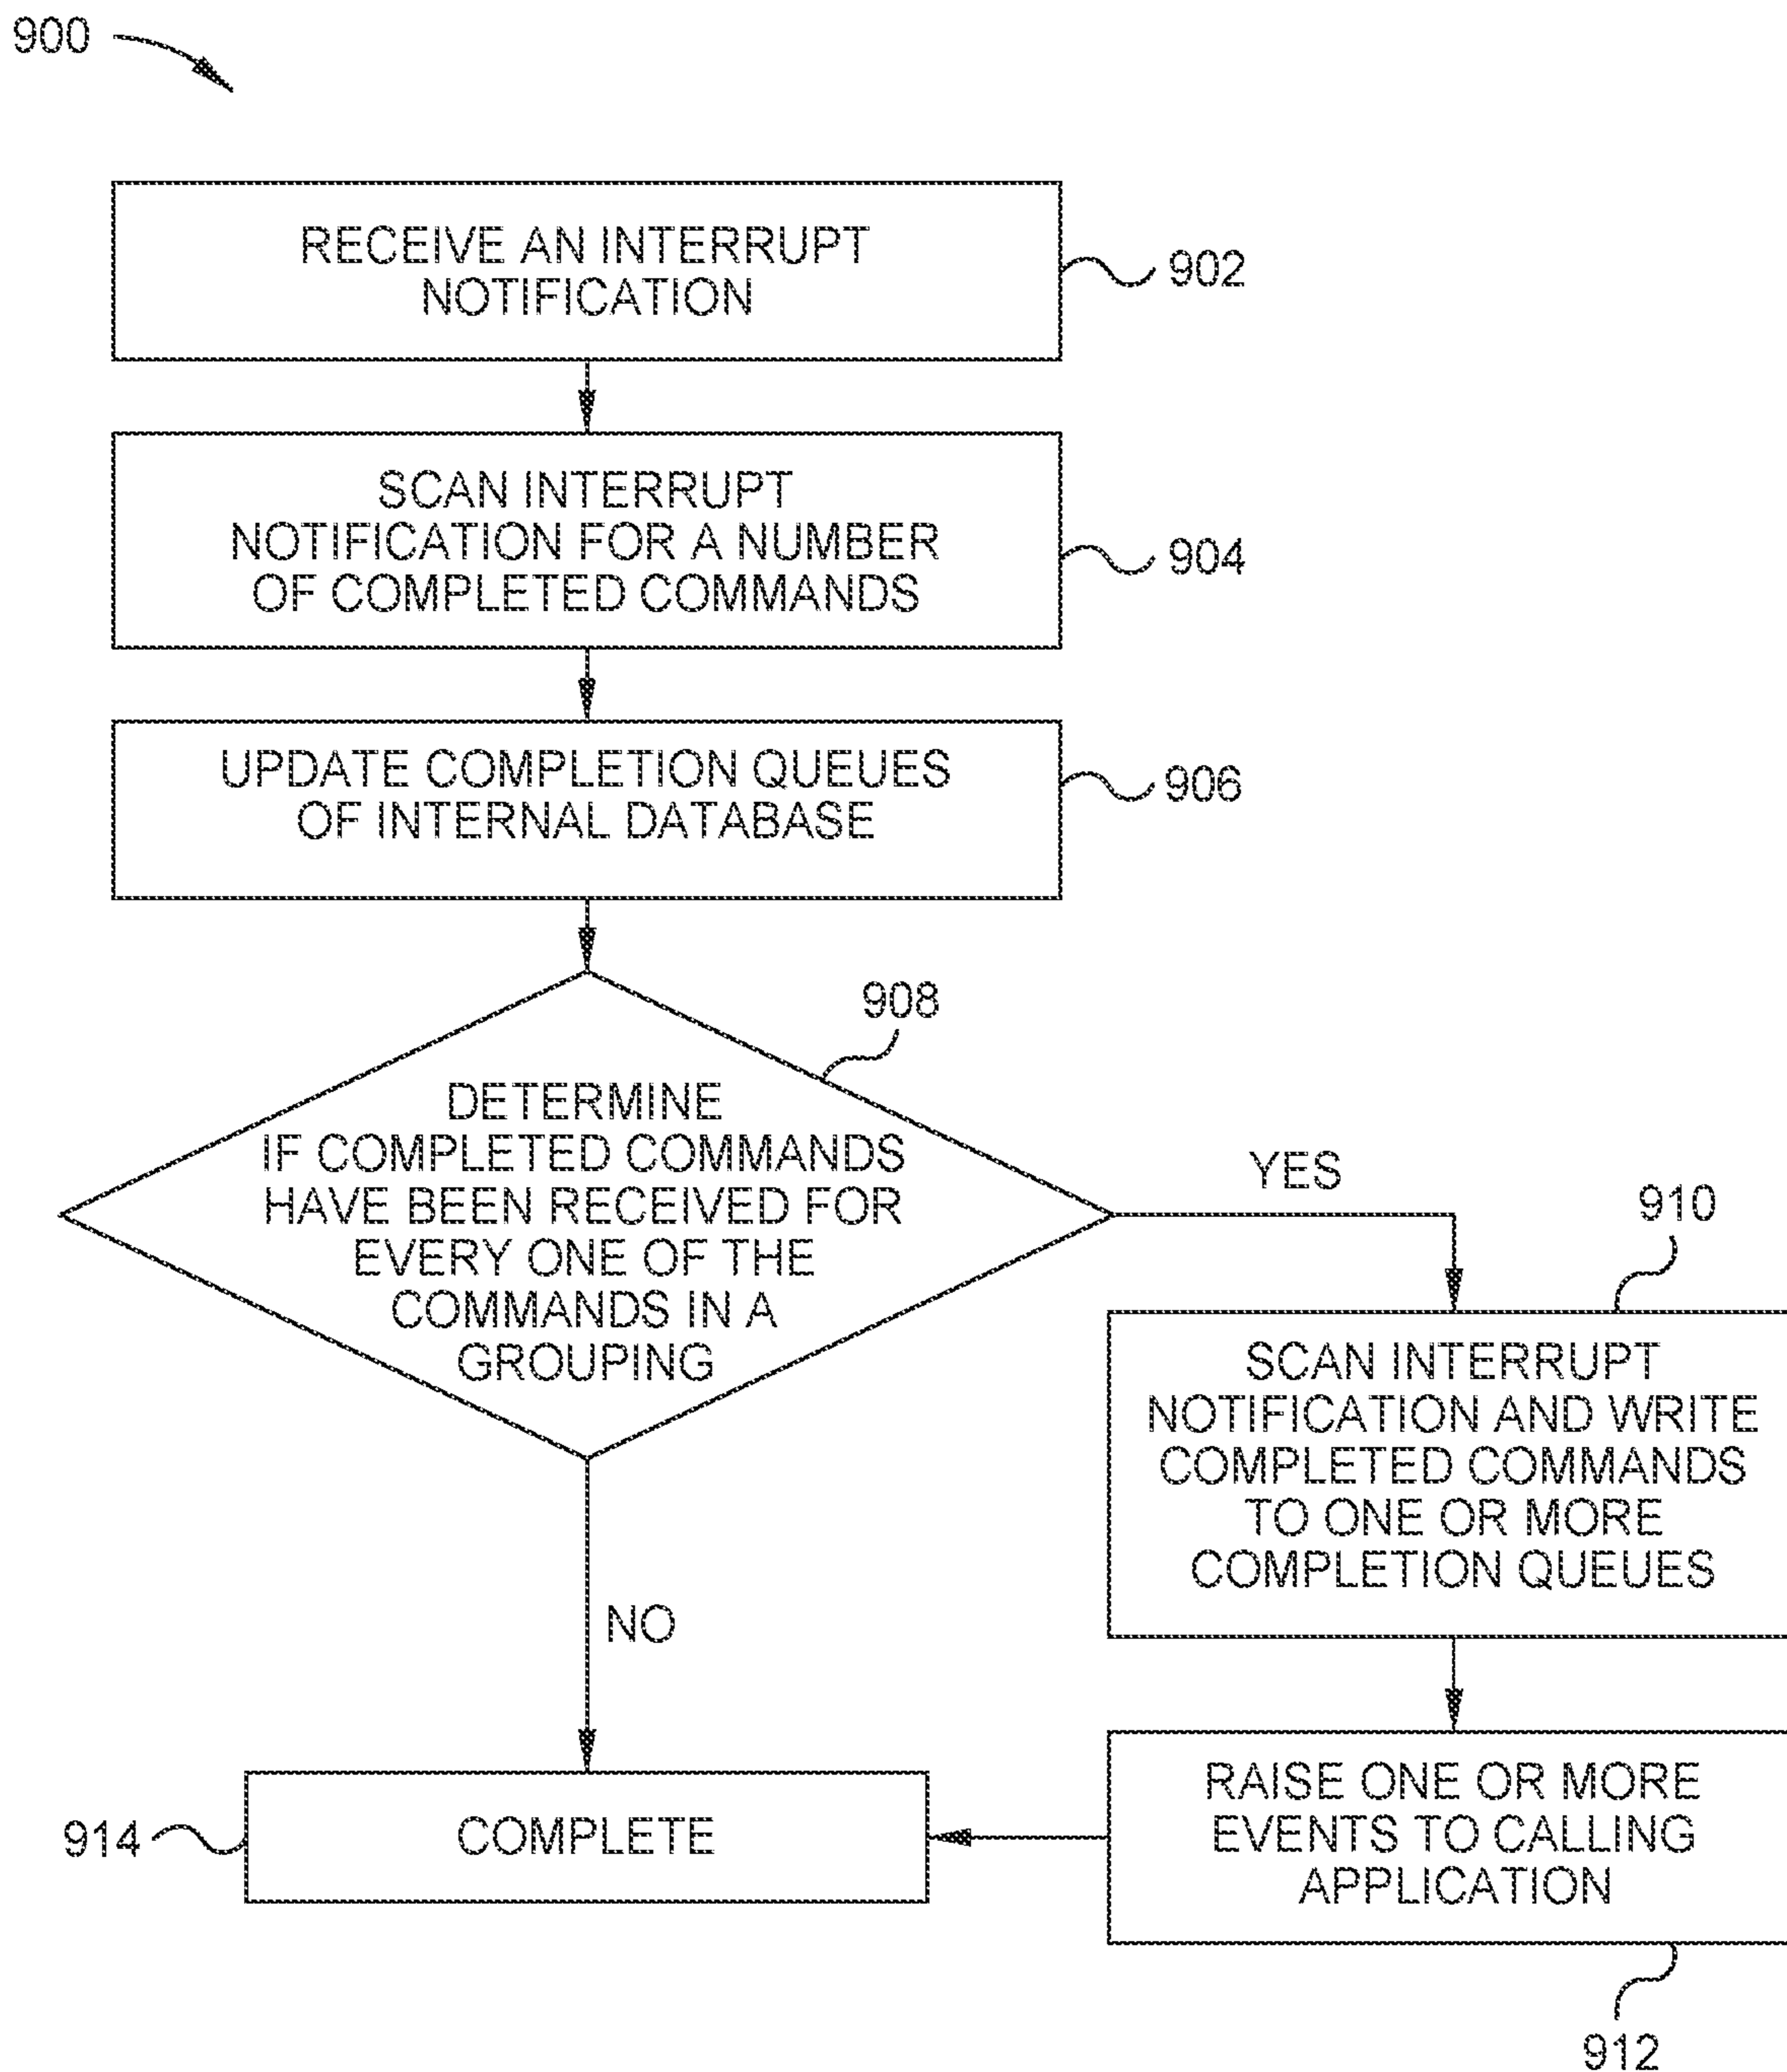 900
RECEIVE AN INTERRUPT
NOTIFICATION
902
SCAN INTERRUPT
NOTIFICATION FOR A NUMBER
OF COMPLETED COMMANDS
904
UPDATE COMPLETION QUEUES
OF INTERNAL DATABASE
906
908
DETERMINE
IF COMPLETED COMMANDS
HAVE BEEN RECEIVED FOR
EVERY ONE OF THE
COMMANDS IN A
GROUPING
YES
910
SCAN INTERRUPT
NOTIFICATION AND WRITE
COMPLETED COMMANDS
TO ONE OR MORE
COMPLETION QUEUES
NO
RAISE ONE OR MORE
EVENTS TO CALLING
APPLICATION
912
914
COMPLETE